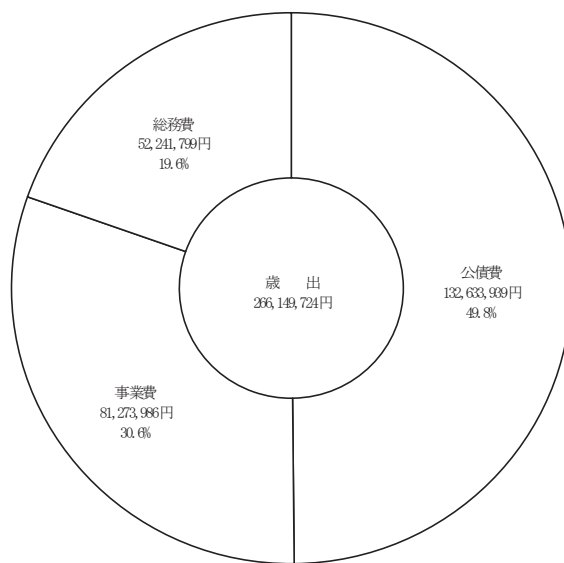 総務費
52,241,799円
19.6%
歳　　出
266,149,724円
公債費
132,633,939円
49.8%
事業費
81,273,986円
30.6%